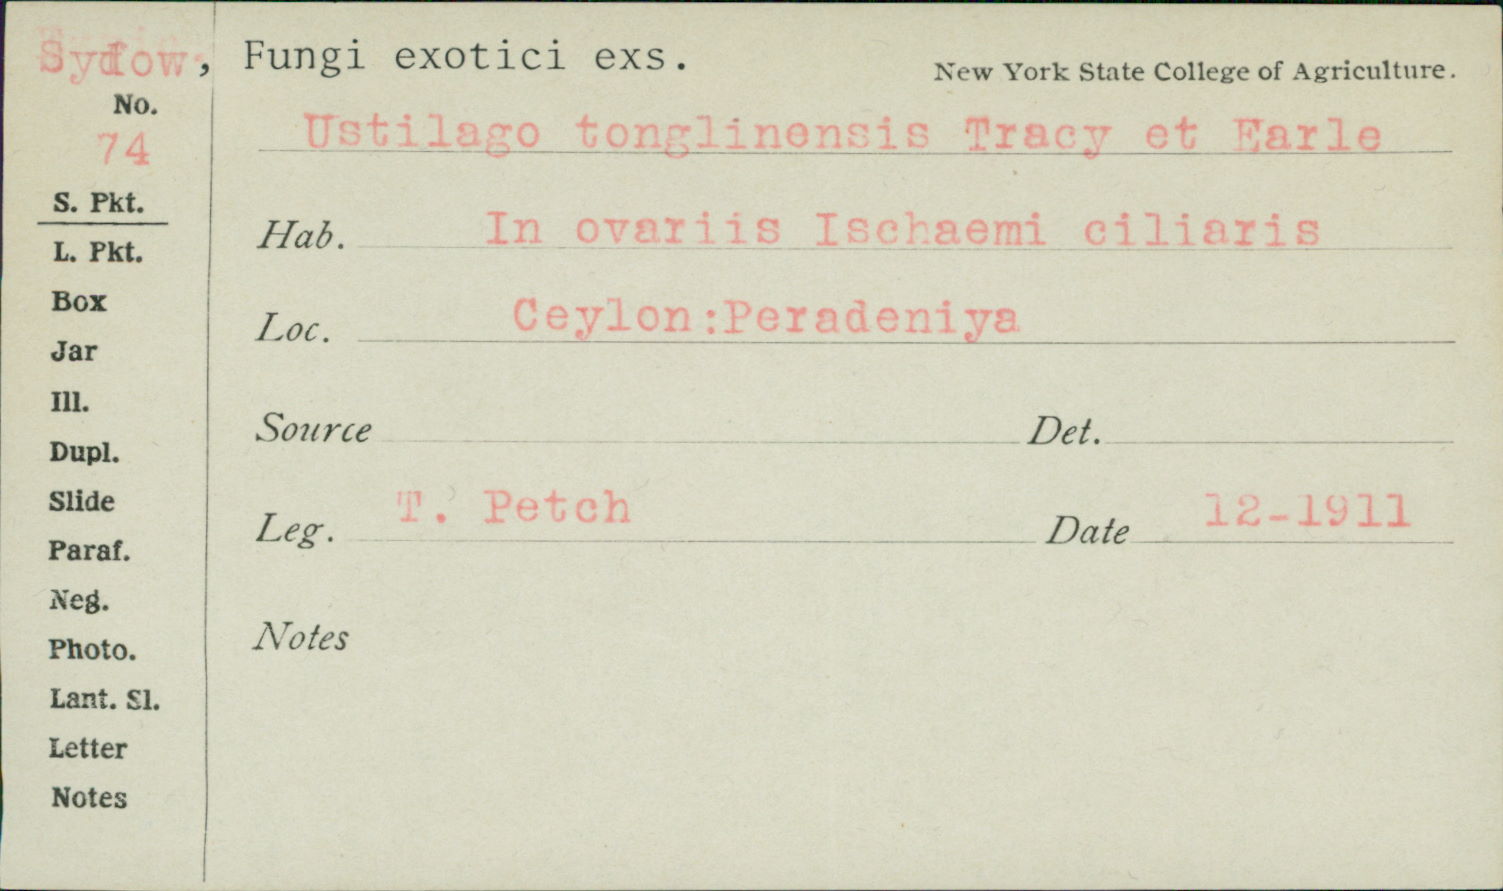 Sydow, Fungi exotici exs.
New York State College of Agriculture.
No.
74
Ustilago tonglinensis Tracy et Earle
S. Pkt.
L. Pkt.
Box
Jar
Ill.
Dupl.
Slide
Paraf.
Neg.
Photo.
Lant. Sl.
Letter
Notes
Hab. In ovariis Ischaemi ciliaris
Loc. Ceylon:Peradeniya
Source Det.
Leg. T. Petch Date 12-1911
Notes